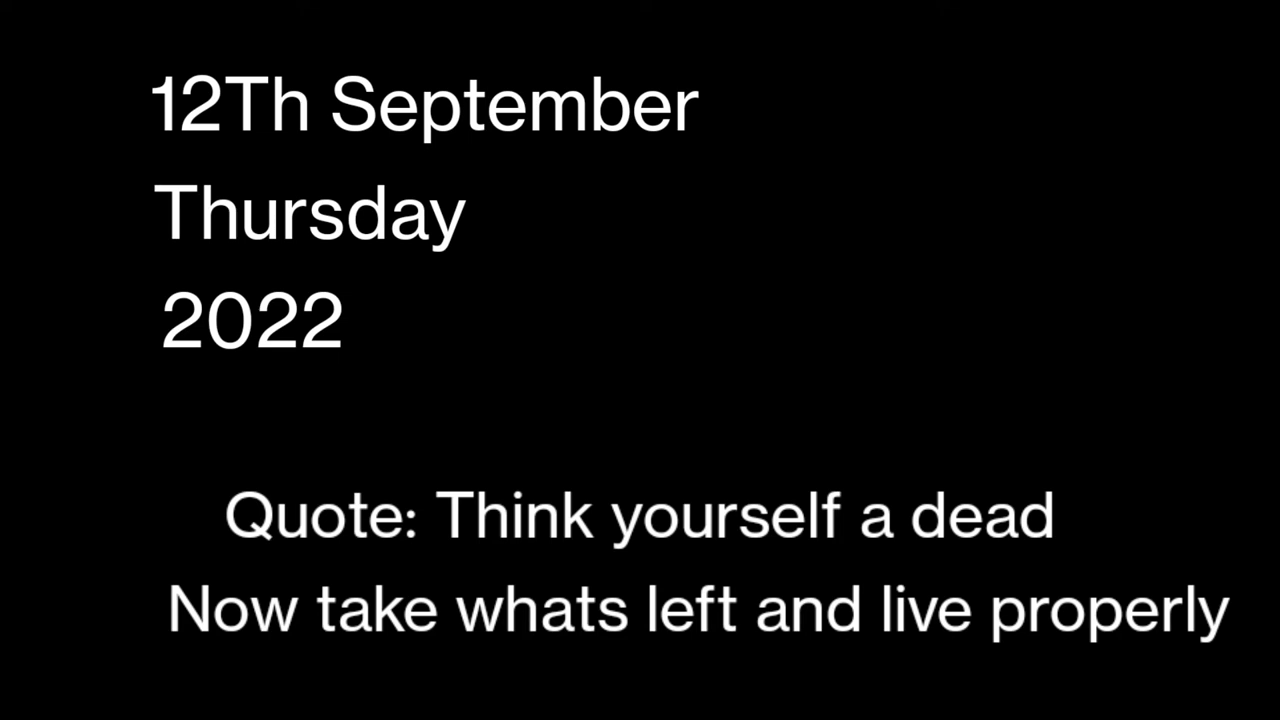 12Th September
Thursday
2022
Quote: Think yourself a dead
Now take whats left and live properly